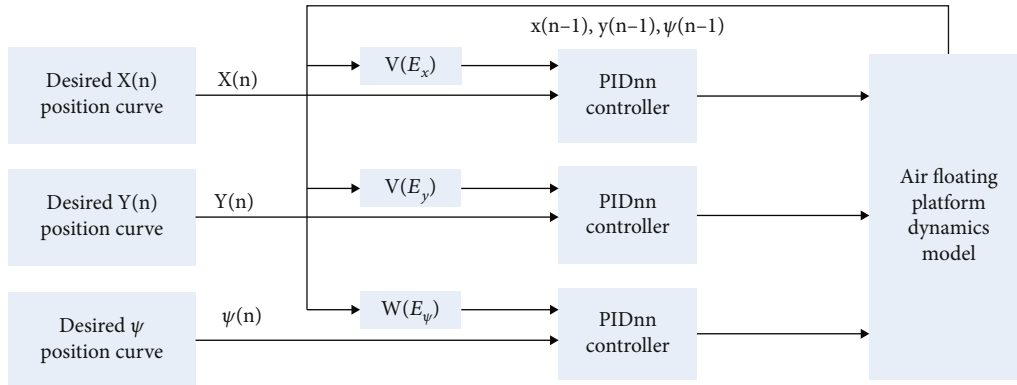 x(n–1), y(n–1), ψ(n–1)
Desired X(n)
position curve
X(n)
V(Eₓ)
PIDnn
controller
Desired Y(n)
position curve
Y(n)
V(E_y)
PIDnn
controller
Air floating
platform
dynamics
model
Desired ψ
position curve
ψ(n)
W(E_ψ)
PIDnn
controller